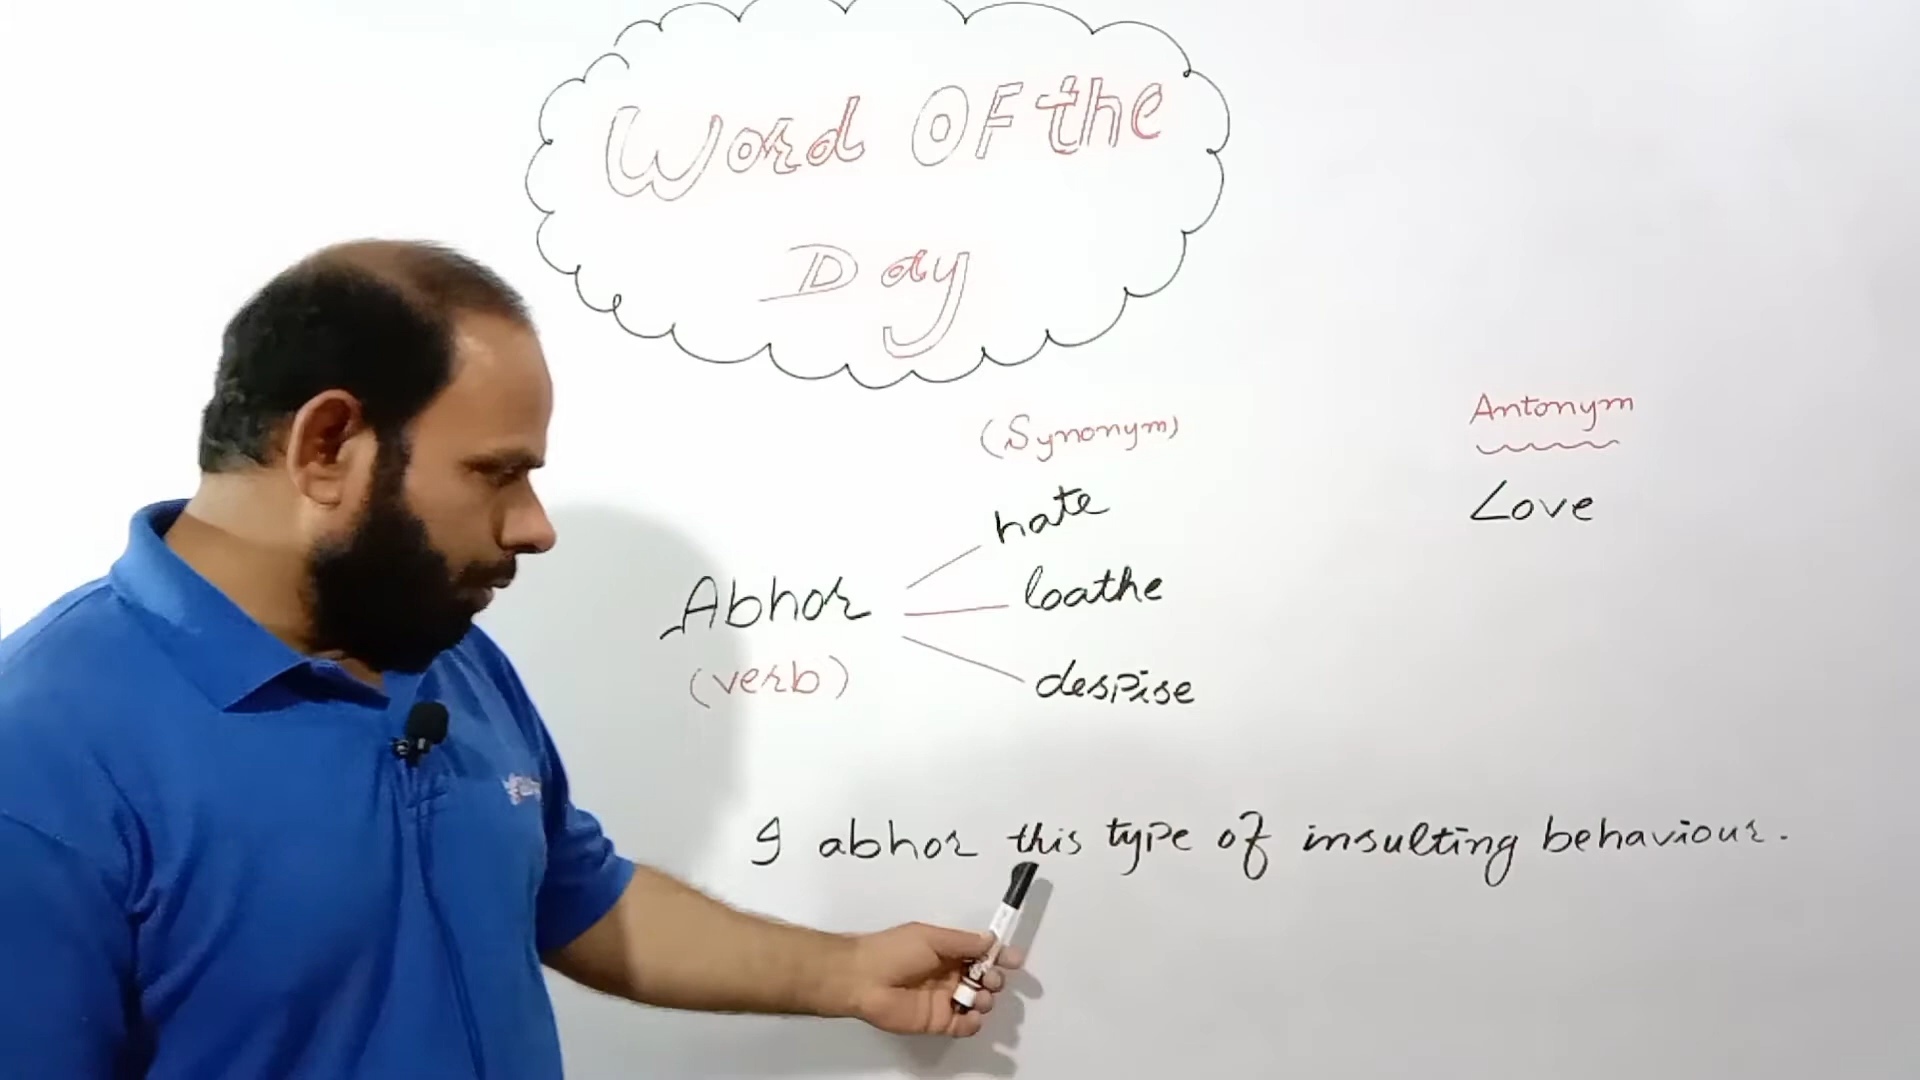 Word OF the
Day
(Synonym)
Antonym
hate
Love
Abhor
loathe
(verb)
despise
I abhor this type of insulting behaviour.